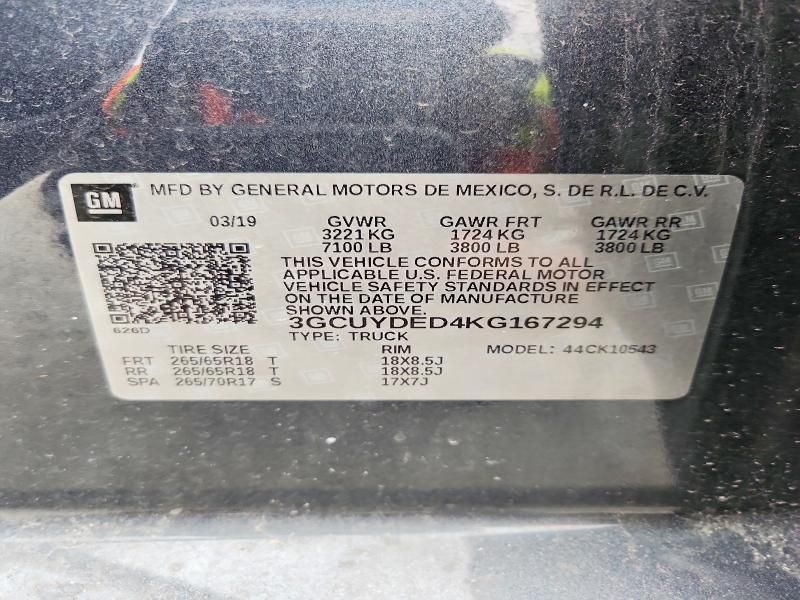 GM MFD BY GENERAL MOTORS DE MEXICO, S. DE R.L. DE C.V.
03/19 GVWR GAWR FRT GAWR RR
3221 KG 1724 KG 1724 KG
7100 LB 3800 LB 3800 LB
THIS VEHICLE CONFORMS TO ALL
APPLICABLE U.S. FEDERAL MOTOR
VEHICLE SAFETY STANDARDS IN EFFECT
ON THE DATE OF MANUFACTURE
SHOWN ABOVE.
626D 3GCUYDED4KG167294
TYPE: TRUCK
TIRE SIZE RIM MODEL: 44CK10543
FRT 265/65R18 T 18X8.5J
RR 265/65R18 T 18X8.5J
SPA 265/70R17 S 17X7J